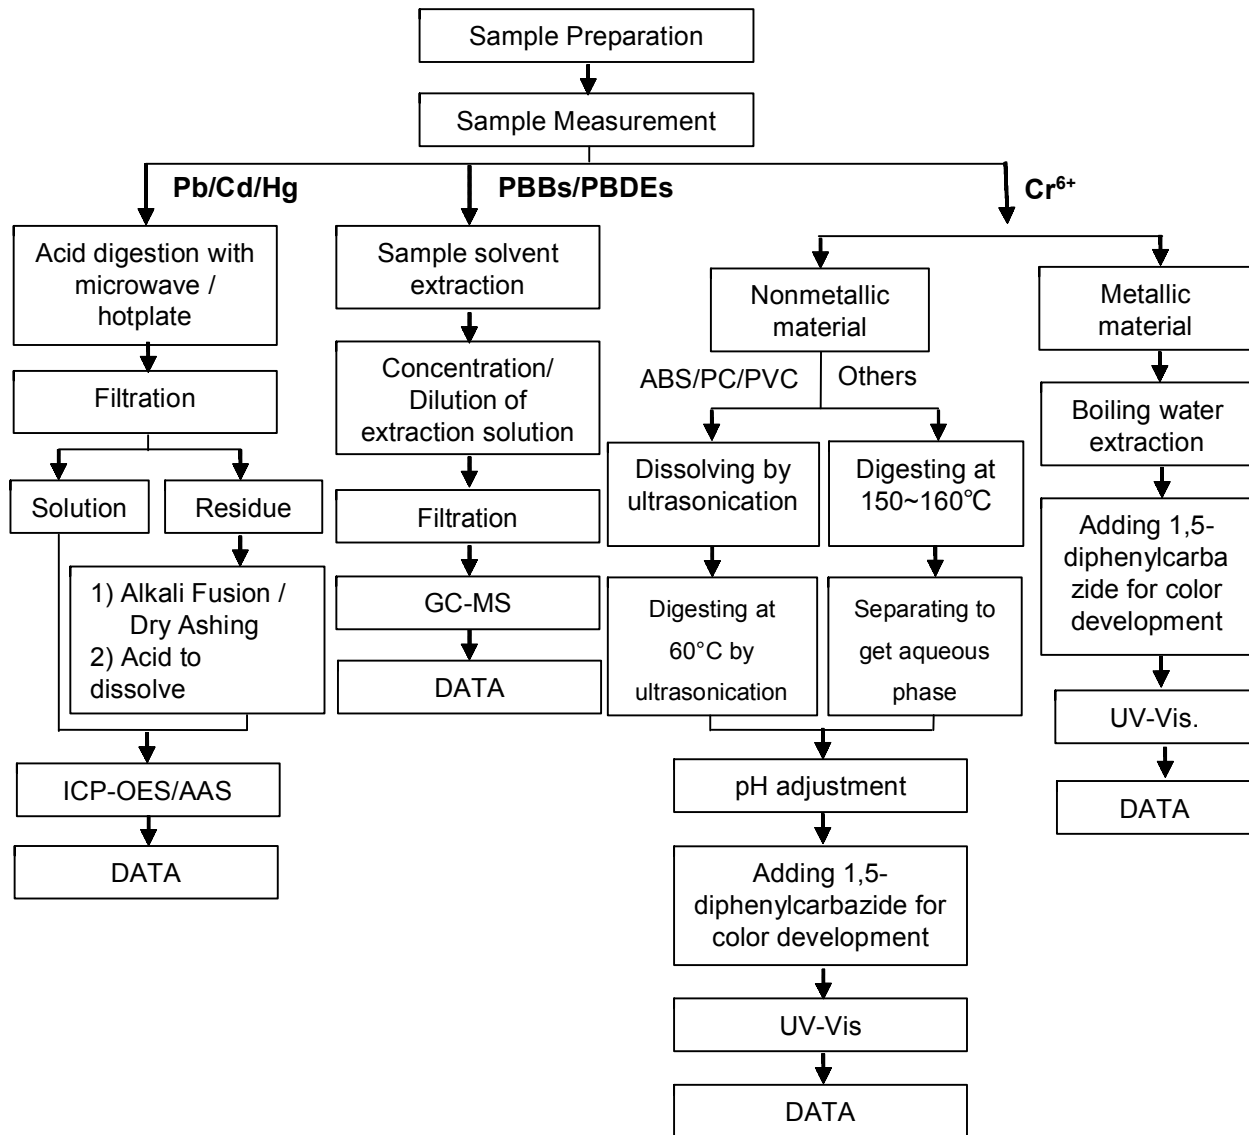 Sample Preparation
Sample Measurement
Pb/Cd/Hg
PBBs/PBDEs
Cr⁶⁺
Acid digestion with
microwave /
hotplate
Filtration
Solution
Residue
1) Alkali Fusion /
Dry Ashing
2) Acid to
dissolve
ICP-OES/AAS
DATA
Sample solvent
extraction
Concentration/
Dilution of
extraction solution
Filtration
GC-MS
DATA
Nonmetallic
material
ABS/PC/PVC
Others
Dissolving by
ultrasonication
Digesting at
60°C by
ultrasonication
Digesting at
150~160℃
Separating to
get aqueous
phase
pH adjustment
Adding 1,5-
diphenylcarbazide for
color development
UV-Vis
DATA
Metallic
material
Boiling water
extraction
Adding 1,5-
diphenylcarba
zide for color
development
UV-Vis.
DATA